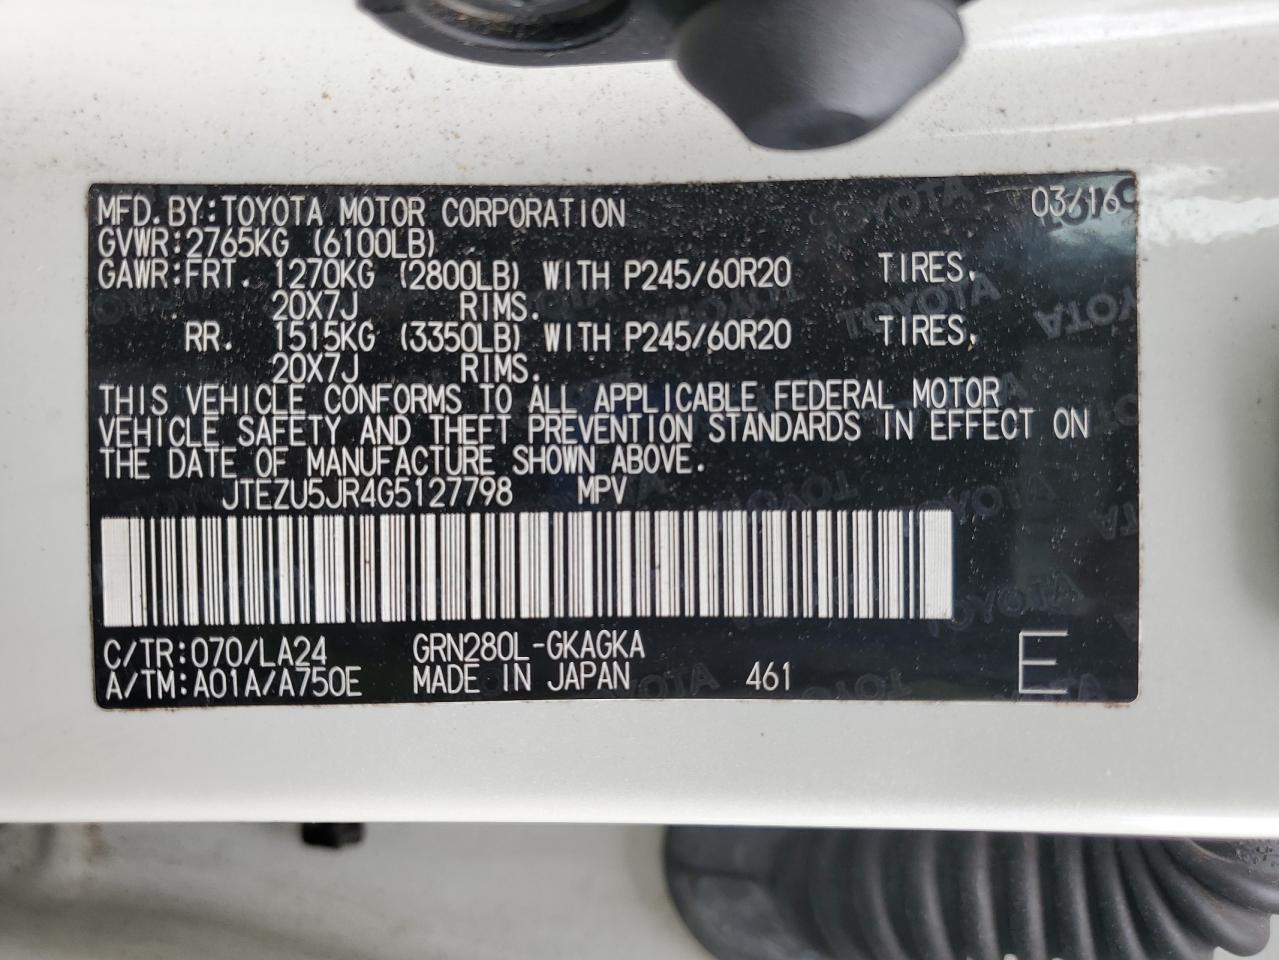 MFD.BY:TOYOTA MOTOR CORPORATION 03/16
GVWR:2765KG (6100LB)
GAWR:FRT. 1270KG (2800LB) WITH P245/60R20 TIRES,
20X7J RIMS.
RR. 1515KG (3350LB) WITH P245/60R20 TIRES,
20X7J RIMS.
THIS VEHICLE CONFORMS TO ALL APPLICABLE FEDERAL MOTOR
VEHICLE SAFETY AND THEFT PREVENTION STANDARDS IN EFFECT ON
THE DATE OF MANUFACTURE SHOWN ABOVE.
JTEZU5JR4G5127798 MPV
C/TR:070/LA24 GRN280L-GKAGKA
A/TM:A01A/A750E MADE IN JAPAN 461 E